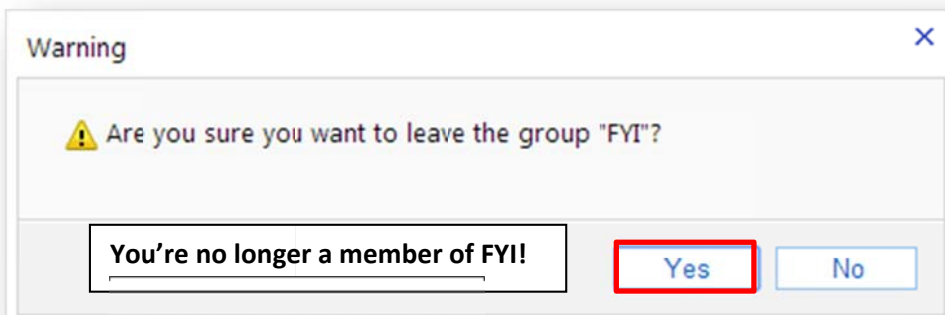 Warning
Are you sure you want to leave the group "FYI"?
You’re no longer a member of FYI!
Yes
No